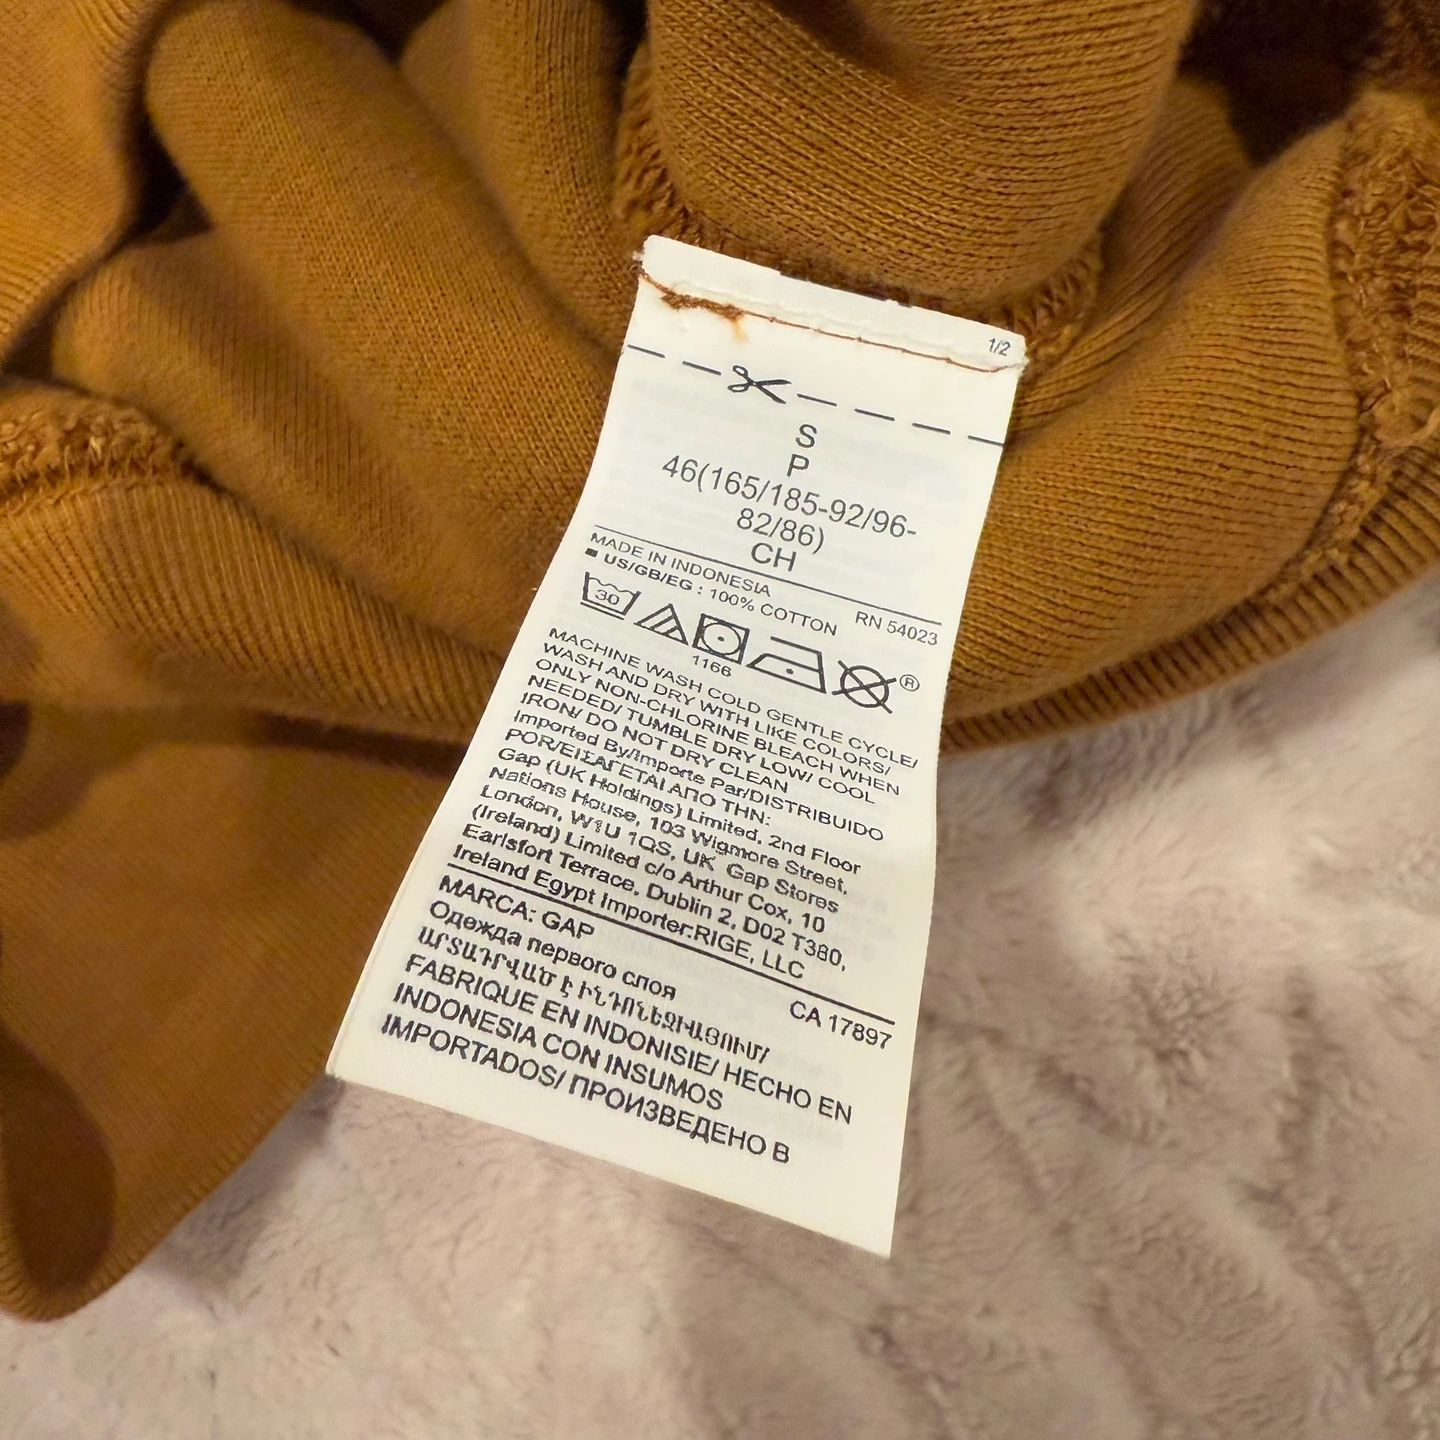 1/2
S
P
46(165/185-92/96-
82/86)
CH
MADE IN INDONESIA
RN 54023
■ US/GB/EG : 100% COTTON
30
1166
®
MACHINE WASH COLD GENTLE CYCLE/
WASH AND DRY WITH LIKE COLORS/
ONLY NON-CHLORINE BLEACH WHEN
NEEDED/ TUMBLE DRY LOW/ COOL
IRON/ DO NOT DRY CLEAN
Imported By/Importe Par/DISTRIBUIDO
POR/ΕΙΣΑΓΕΤΑΙ ΑΠΟ ΤΗΝ:
Gap (UK Holdings) Limited, 2nd Floor
Nations House, 103 Wigmore Street,
London, W1U 1QS, UK Gap Stores
(Ireland) Limited c/o Arthur Cox, 10
Earlsfort Terrace, Dublin 2, D02 T380,
Ireland Egypt Importer:RIGE, LLC
MARCA: GAP
CA 17897
Одежда первого слоя
ԱՐՏԱԴՐՎԱԾ Է ԻՆԴՈՆԵԶԻԱՅՈՒՄ/
FABRIQUE EN INDONISIE/ HECHO EN
INDONESIA CON INSUMOS
IMPORTADOS/ ПРОИЗВЕДЕНО В